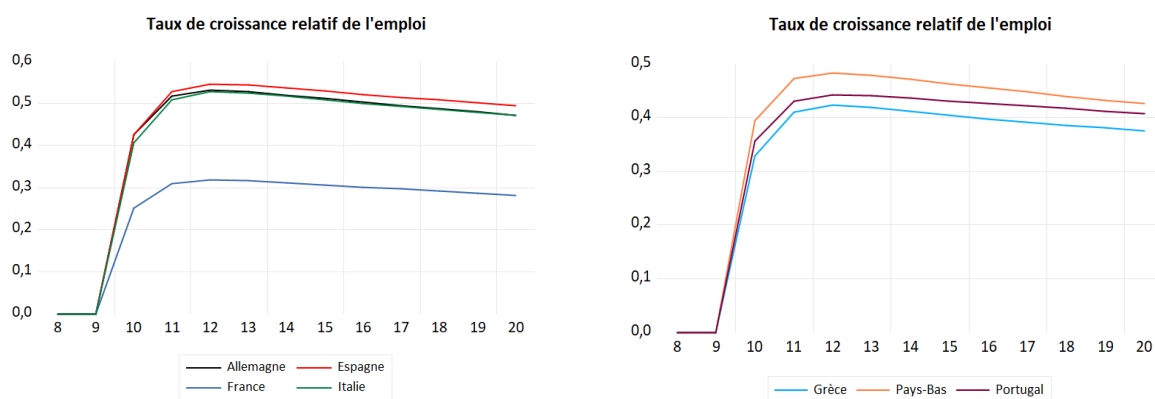 Taux de croissance relatif de l'emploi
0,6
0,5
0,4
0,3
0,2
0,1
0,0
8 9 10 11 12 13 14 15 16 17 18 19 20
Allemagne Espagne
France Italie
Taux de croissance relatif de l'emploi
0,5
0,4
0,3
0,2
0,1
0,0
8 9 10 11 12 13 14 15 16 17 18 19 20
Grèce Pays-Bas Portugal